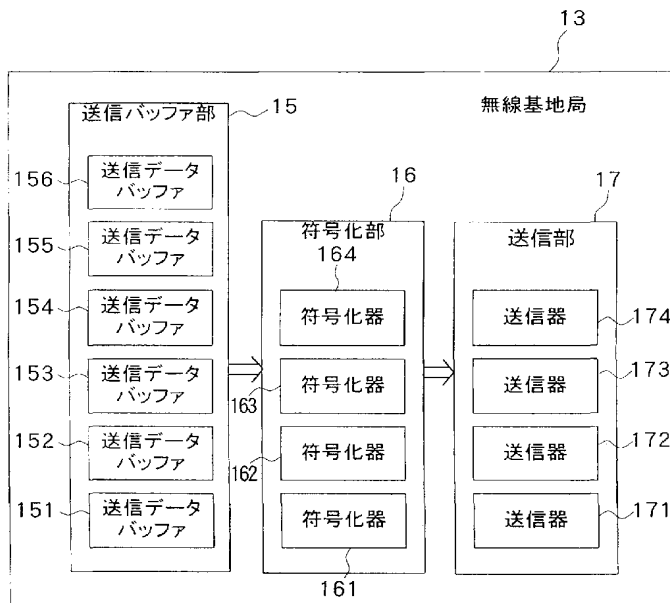 13
無線基地局
送信バッファ部
15
156
送信データ
バッファ
155
送信データ
バッファ
154
送信データ
バッファ
153
送信データ
バッファ
152
送信データ
バッファ
151
送信データ
バッファ
16
符号化部
164
符号化器
163
符号化器
162
符号化器
符号化器
161
17
送信部
送信器
174
送信器
173
送信器
172
送信器
171